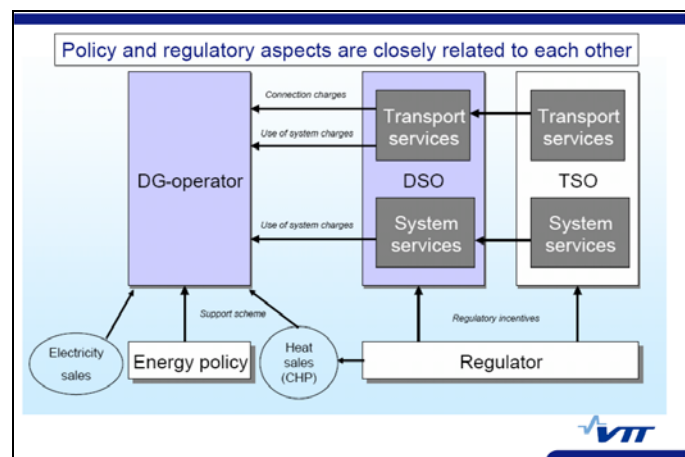 Policy and regulatory aspects are closely related to each other
Connection charges
Transport
services
Transport
services
Use of system charges
DG-operator
DSO
TSO
Use of system charges
System
services
System
services
Support scheme
Regulatory incentives
Electricity
sales
Energy policy
Heat
sales
(CHP)
Regulator
VTT